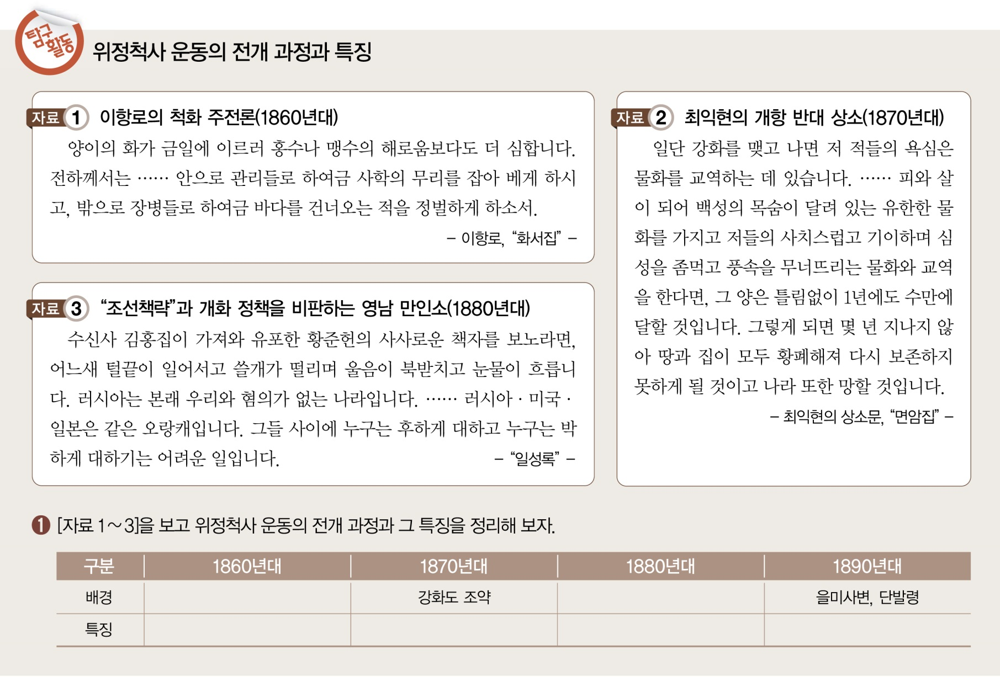 탐구
활동
위정척사 운동의 전개 과정과 특징
자료 1 이항로의 척화 주전론(1860년대)
양이의 화가 금일에 이르러 홍수나 맹수의 해로움보다도 더 심합니다.
전하께서는 …… 안으로 관리들로 하여금 사학의 무리를 잡아 베게 하시
고, 밖으로 장병들로 하여금 바다를 건너오는 적을 정벌하게 하소서.
– 이항로, “화서집” –
자료 2 최익현의 개항 반대 상소(1870년대)
일단 강화를 맺고 나면 저 적들의 욕심은
물화를 교역하는 데 있습니다. …… 피와 살
이 되어 백성의 목숨이 달려 있는 유한한 물
화를 가지고 저들의 사치스럽고 기이하며 심
성을 좀먹고 풍속을 무너뜨리는 물화와 교역
을 한다면, 그 양은 틀림없이 1년에도 수만에
달할 것입니다. 그렇게 되면 몇 년 지나지 않
아 땅과 집이 모두 황폐해져 다시 보존하지
못하게 될 것이고 나라 또한 망할 것입니다.
– 최익현의 상소문, “면암집” –
자료 3 “조선책략”과 개화 정책을 비판하는 영남 만인소(1880년대)
수신사 김홍집이 가져와 유포한 황준헌의 사사로운 책자를 보노라면,
어느새 털끝이 일어서고 쓸개가 떨리며 울음이 북받치고 눈물이 흐릅니
다. 러시아는 본래 우리와 혐의가 없는 나라입니다. …… 러시아 · 미국 ·
일본은 같은 오랑캐입니다. 그들 사이에 누구는 후하게 대하고 누구는 박
하게 대하기는 어려운 일입니다. – “일성록” –
1 [자료 1～3]을 보고 위정척사 운동의 전개 과정과 그 특징을 정리해 보자.
구분 1860년대 1870년대 1880년대 1890년대
배경 강화도 조약 을미사변, 단발령
특징